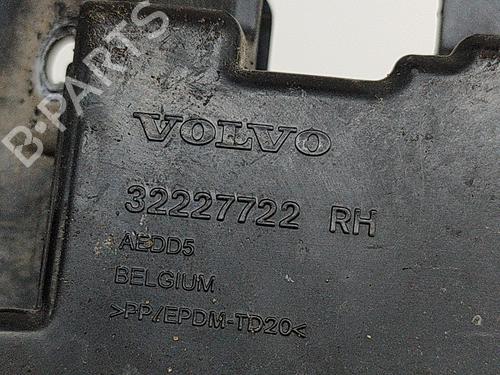 B-PARTS
VOLVO
32227722 RH
AEDD5
BELGIUM
>PP/EPDM-TD20<